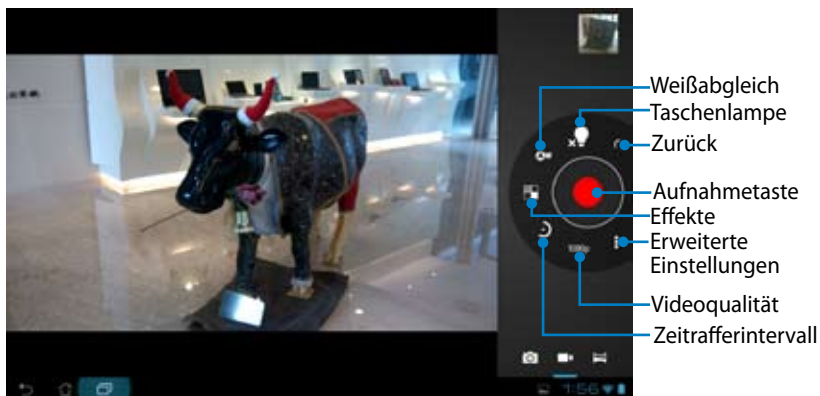 Weißabgleich
Taschenlampe
Zurück
Aufnahmetaste
Effekte
Erweiterte
Einstellungen
1080p
Videoqualität
Zeitrafferintervall
1:56